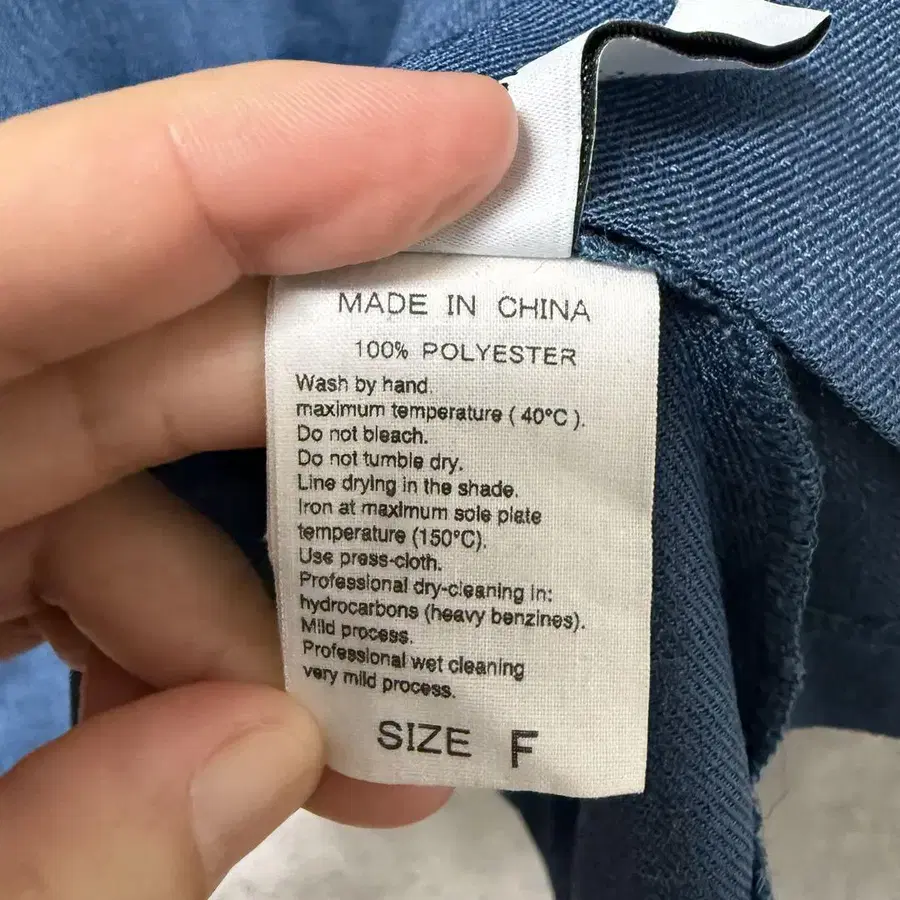 MADE IN CHINA
100% POLYESTER
Wash by hand.
maximum temperature ( 40°C ).
Do not bleach.
Do not tumble dry.
Line drying in the shade.
Iron at maximum sole plate
temperature (150°C).
Use press-cloth.
Professional dry-cleaning in:
hydrocarbons (heavy benzines).
Mild process.
Professional wet cleaning
very mild process.
SIZE F